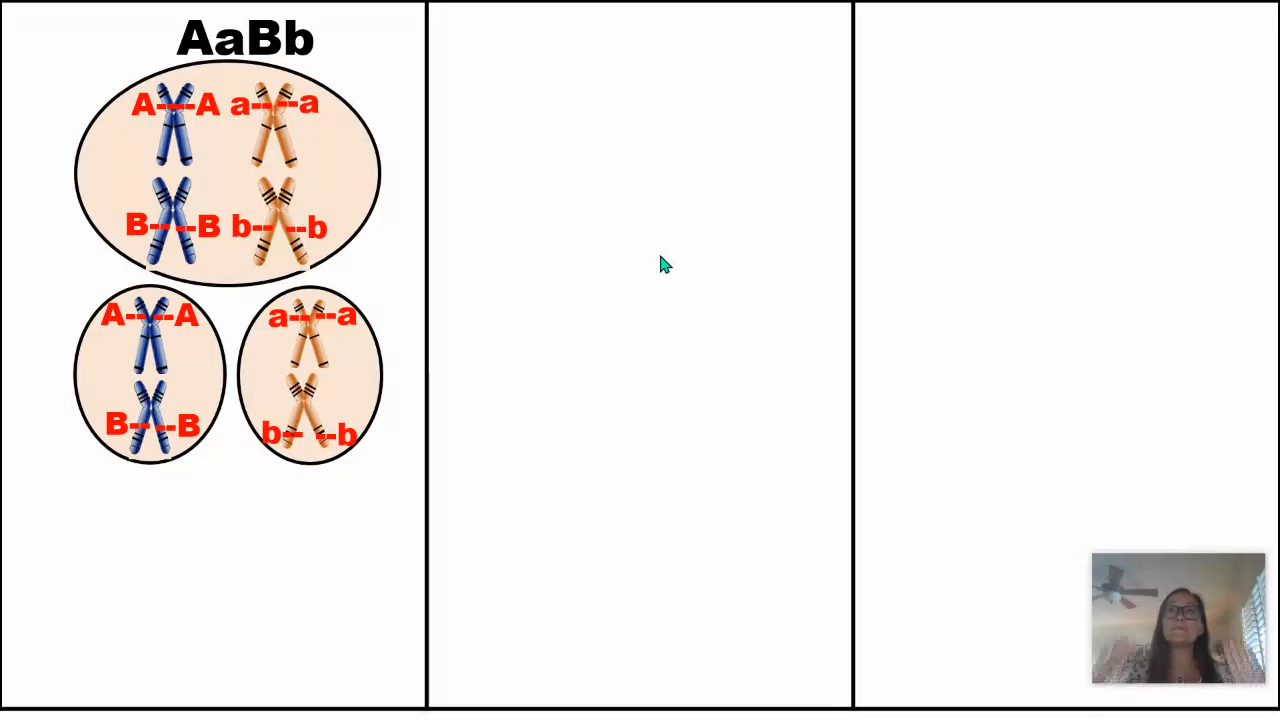 AaBb
A----A a-- --a
B-- --B b-- --b
A-- --A a-- --a
B-- --B b-- --b